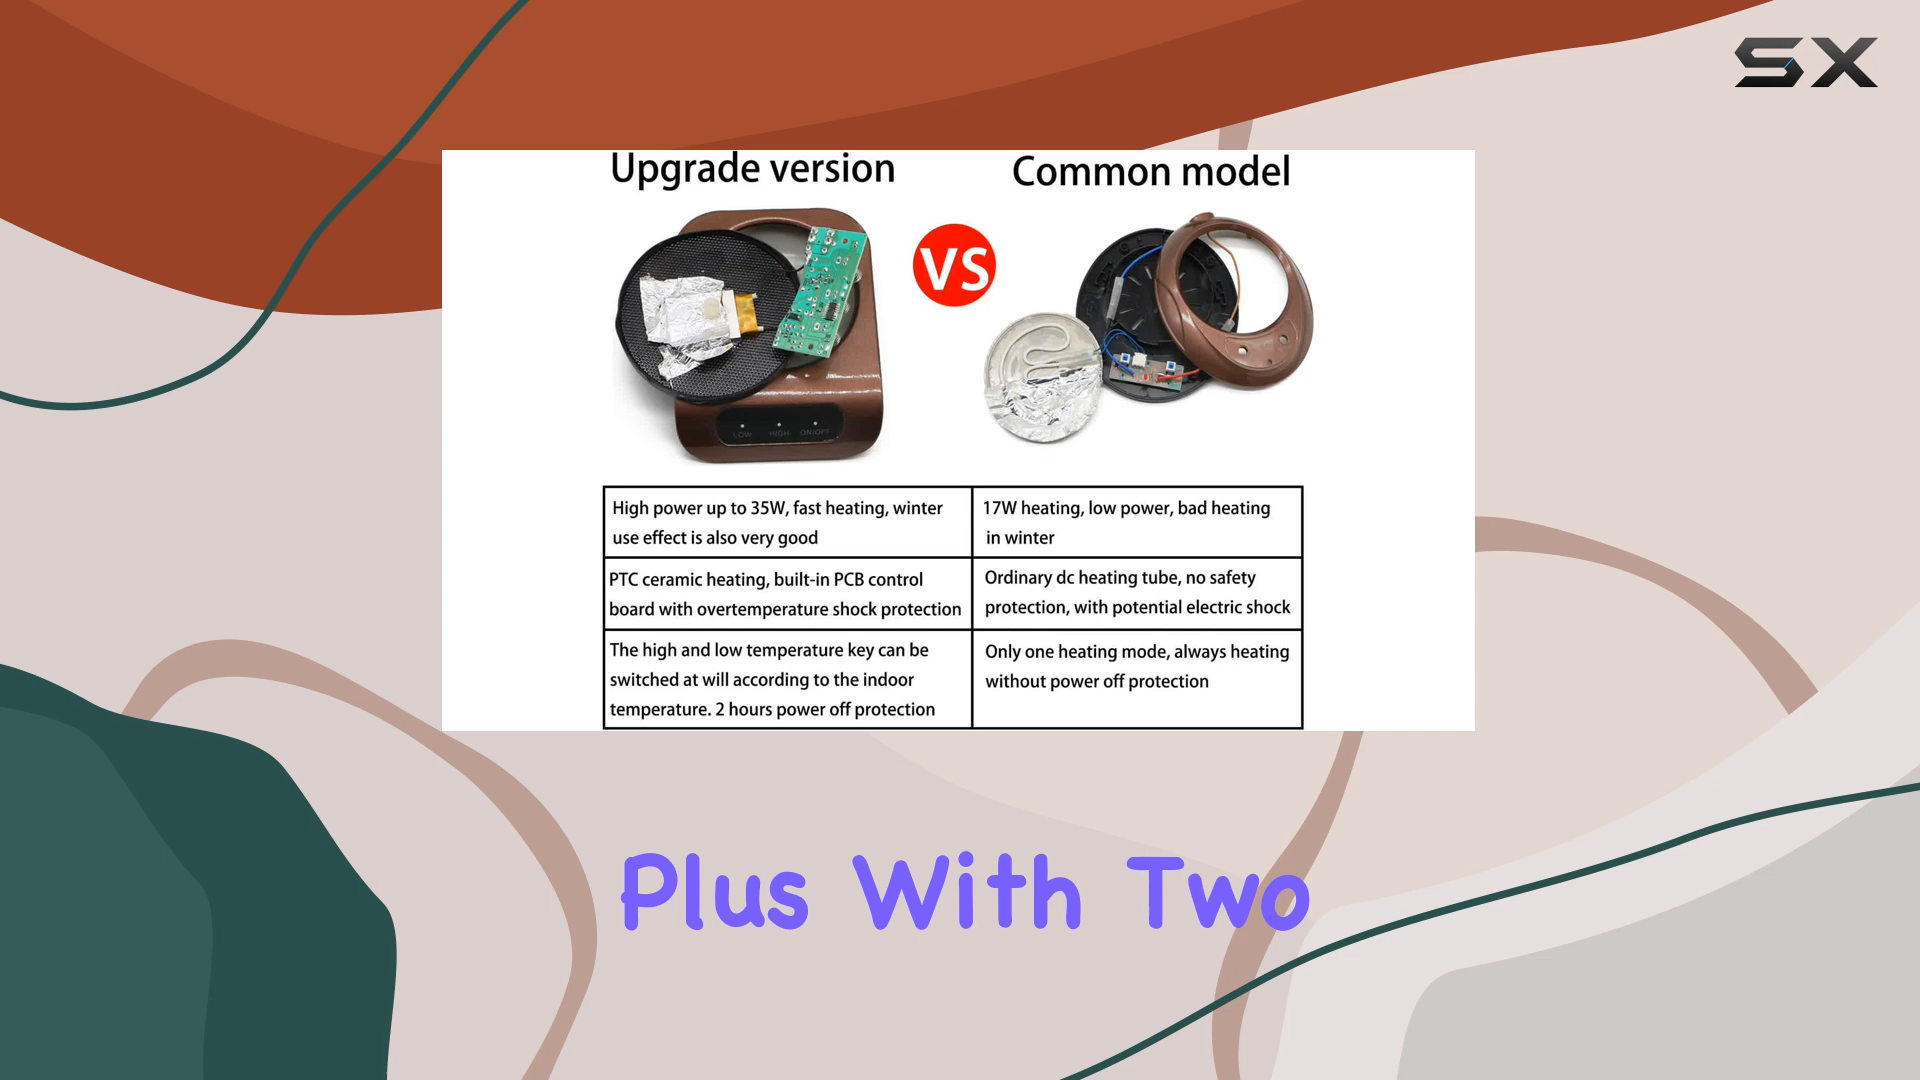 SX
Upgrade version
Common model
VS
LOW HIGH ON/OFF
High power up to 35W, fast heating, winter
use effect is also very good
17W heating, low power, bad heating
in winter
PTC ceramic heating, built-in PCB control
board with overtemperature shock protection
Ordinary dc heating tube, no safety
protection, with potential electric shock
The high and low temperature key can be
switched at will according to the indoor
temperature. 2 hours power off protection
Only one heating mode, always heating
without power off protection
Plus With Two